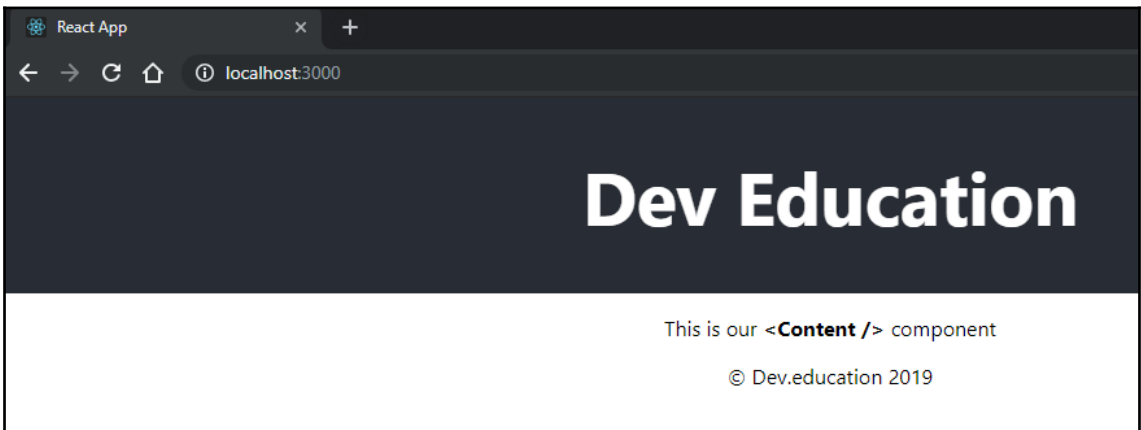 React App
localhost:3000
Dev Education
This is our <Content /> component
© Dev.education 2019